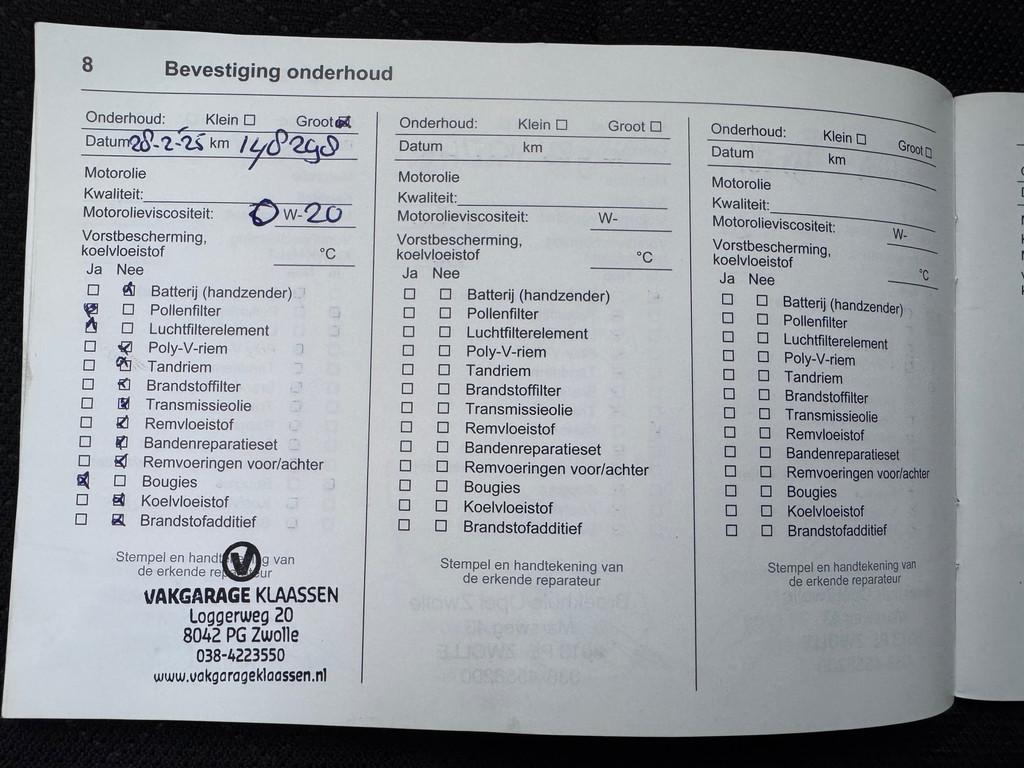 8 Bevestiging onderhoud
Onderhoud: Klein ☐ Groot ☒
Datum 28-2-25 km 148298
Motorolie
Kwaliteit:
Motorolieviscositeit: 0 W-20
Vorstbescherming,
koelvloeistof °C
Ja Nee
☐ ☒ Batterij (handzender)
☒ ☐ Pollenfilter
☒ ☐ Luchtfilterelement
☐ ☒ Poly-V-riem
☐ ☒ Tandriem
☐ ☒ Brandstoffilter
☐ ☒ Transmissieolie
☐ ☒ Remvloeistof
☐ ☒ Bandenreparatieset
☐ ☒ Remvoeringen voor/achter
☒ ☐ Bougies
☐ ☒ Koelvloeistof
☐ ☒ Brandstofadditief
Stempel en handtekening van
de erkende reparateur
V
VAKGARAGE KLAASSEN
Loggerweg 20
8042 PG Zwolle
038-4223550
www.vakgarageklaassen.nl
Onderhoud: Klein ☐ Groot ☐
Datum km
Motorolie
Kwaliteit:
Motorolieviscositeit: W-
Vorstbescherming,
koelvloeistof °C
Ja Nee
☐ ☐ Batterij (handzender)
☐ ☐ Pollenfilter
☐ ☐ Luchtfilterelement
☐ ☐ Poly-V-riem
☐ ☐ Tandriem
☐ ☐ Brandstoffilter
☐ ☐ Transmissieolie
☐ ☐ Remvloeistof
☐ ☐ Bandenreparatieset
☐ ☐ Remvoeringen voor/achter
☐ ☐ Bougies
☐ ☐ Koelvloeistof
☐ ☐ Brandstofadditief
Stempel en handtekening van
de erkende reparateur
Onderhoud: Klein ☐ Groot ☐
Datum km
Motorolie
Kwaliteit:
Motorolieviscositeit: W-
Vorstbescherming,
koelvloeistof °C
Ja Nee
☐ ☐ Batterij (handzender)
☐ ☐ Pollenfilter
☐ ☐ Luchtfilterelement
☐ ☐ Poly-V-riem
☐ ☐ Tandriem
☐ ☐ Brandstoffilter
☐ ☐ Transmissieolie
☐ ☐ Remvloeistof
☐ ☐ Bandenreparatieset
☐ ☐ Remvoeringen voor/achter
☐ ☐ Bougies
☐ ☐ Koelvloeistof
☐ ☐ Brandstofadditief
Stempel en handtekening van
de erkende reparateur